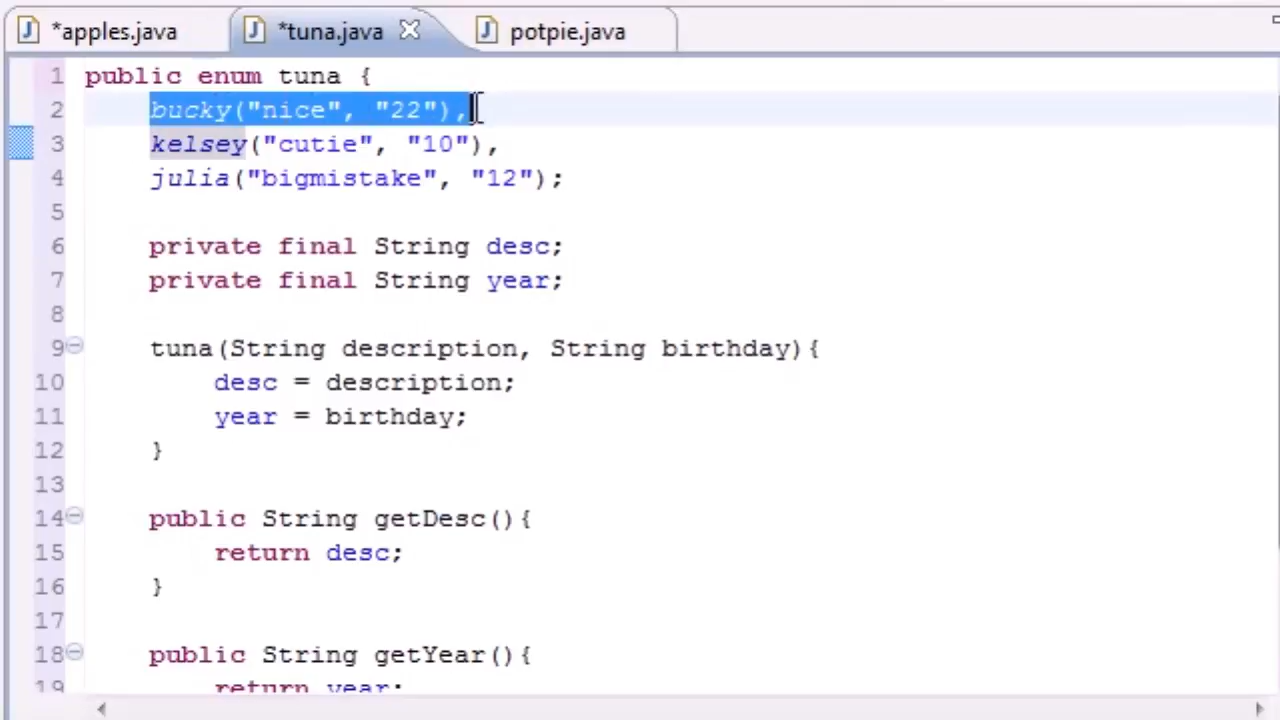 *apples.java *tuna.java potpie.java
1 public enum tuna {
2 bucky("nice", "22"),
3 kelsey("cutie", "10"),
4 julia("bigmistake", "12");
5
6 private final String desc;
7 private final String year;
8
9 tuna(String description, String birthday){
10 desc = description;
11 year = birthday;
12 }
13
14 public String getDesc(){
15 return desc;
16 }
17
18 public String getYear(){
19 return year;